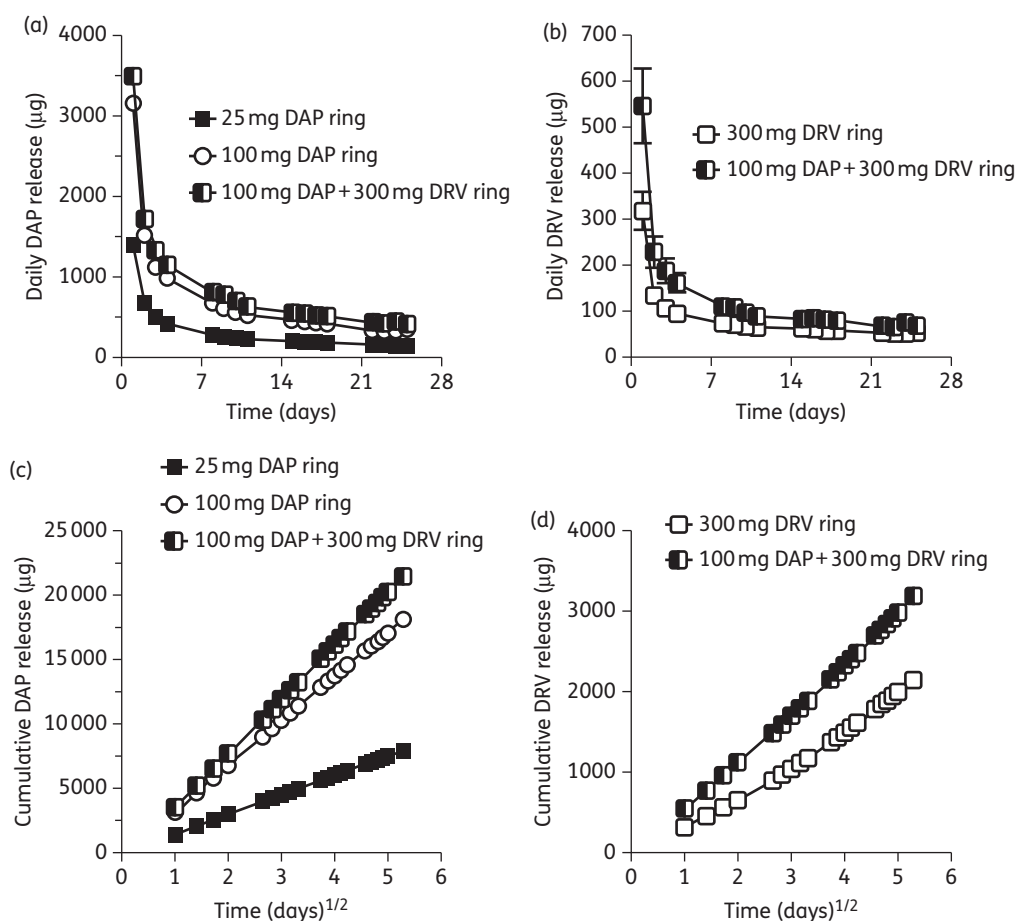 (a)
4000
3000
2000
1000
0
Daily DAP release (µg)
25 mg DAP ring
100 mg DAP ring
100 mg DAP + 300 mg DRV ring
0 7 14 21 28
Time (days)
(b)
700
600
500
400
300
200
100
0
Daily DRV release (µg)
300 mg DRV ring
100 mg DAP + 300 mg DRV ring
0 7 14 21 28
Time (days)
(c)
25 mg DAP ring
100 mg DAP ring
100 mg DAP + 300 mg DRV ring
25 000
20 000
15 000
10 000
5000
0
Cumulative DAP release (µg)
0 1 2 3 4 5 6
Time (days)^1/2
(d)
300 mg DRV ring
100 mg DAP + 300 mg DRV ring
4000
3000
2000
1000
0
Cumulative DRV release (µg)
0 1 2 3 4 5 6
Time (days)^1/2